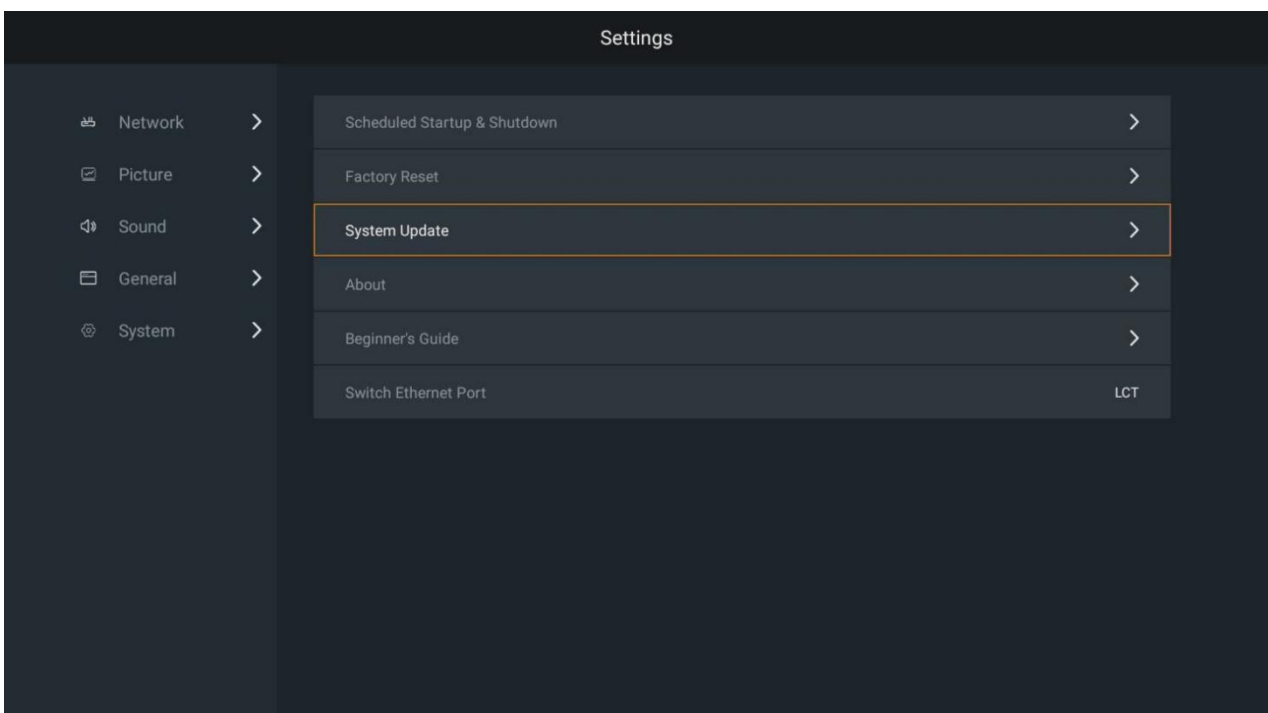 Settings
Network
Picture
Sound
General
System
Scheduled Startup & Shutdown
Factory Reset
System Update
About
Beginner's Guide
Switch Ethernet Port LCT